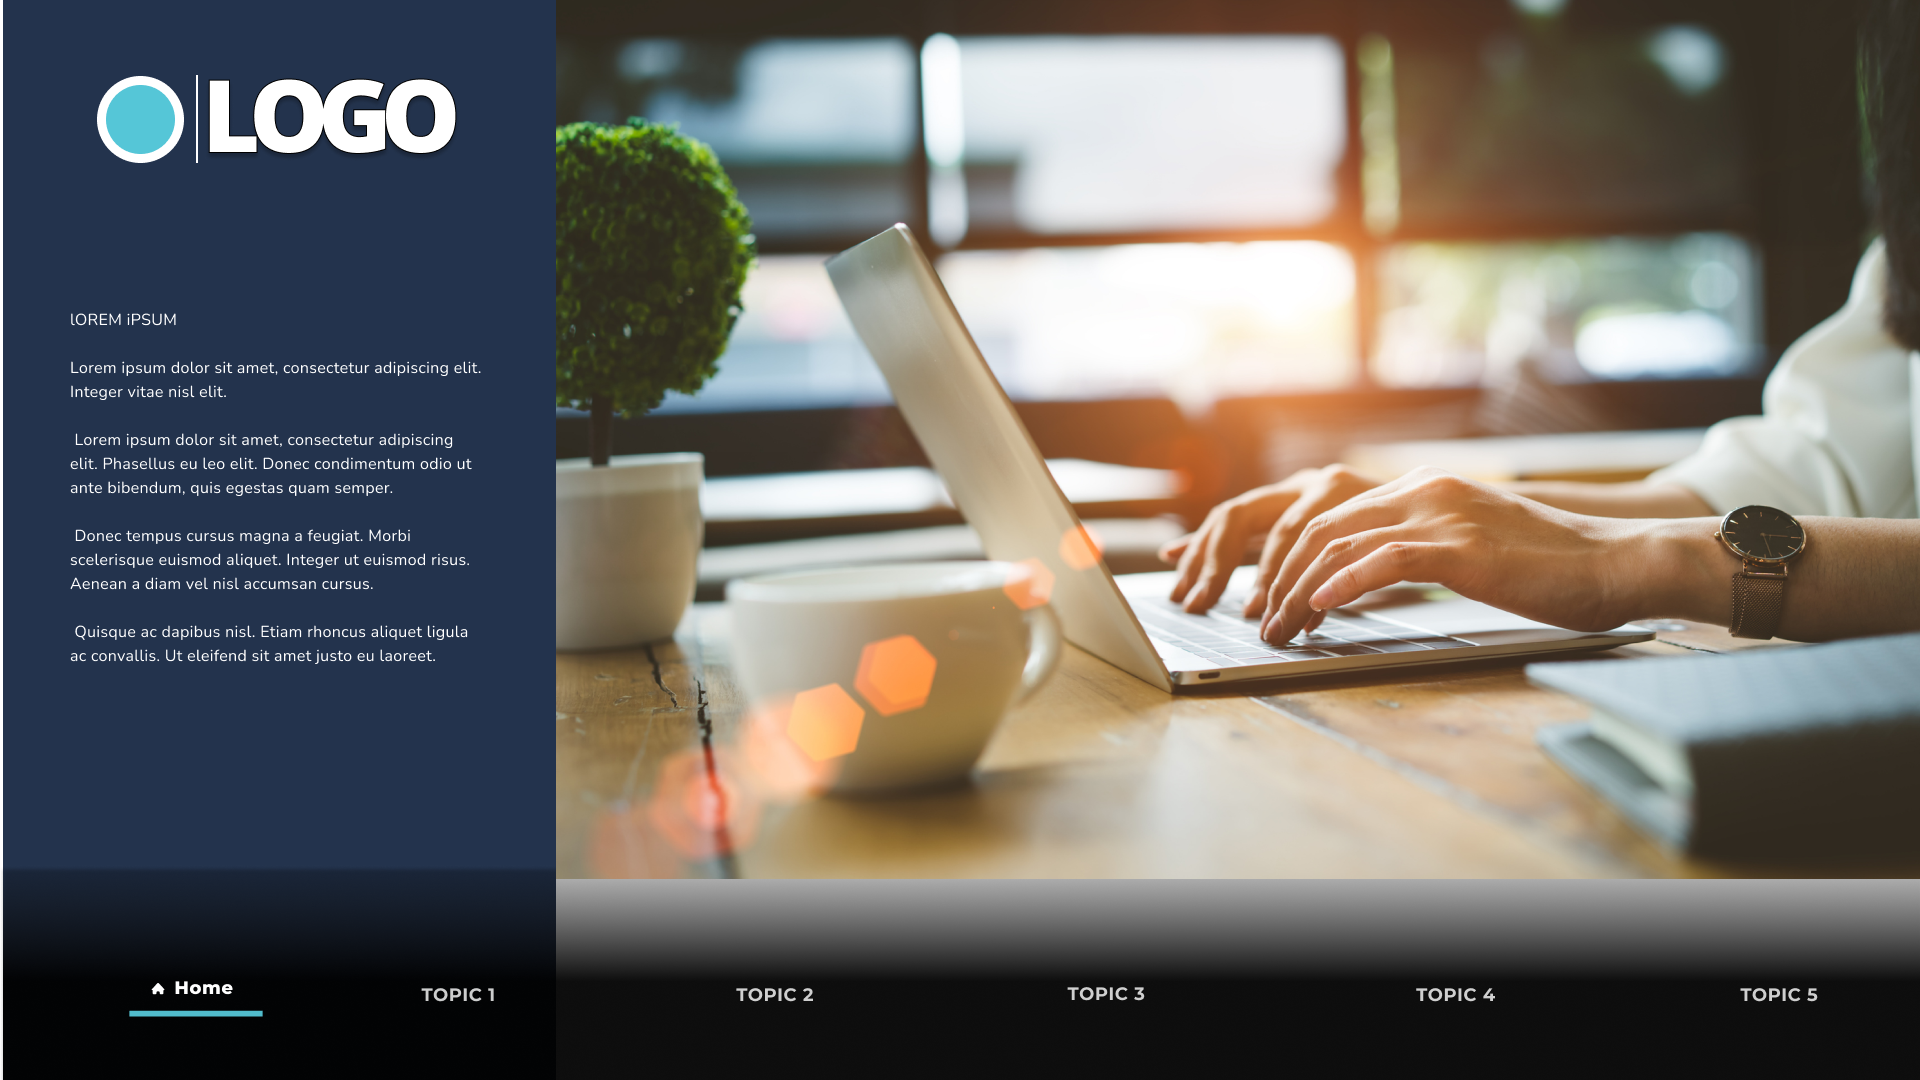 LOGO
lOREM iPSUM
Lorem ipsum dolor sit amet, consectetur adipiscing elit.
Integer vitae nisl elit.
Lorem ipsum dolor sit amet, consectetur adipiscing
elit. Phasellus eu leo elit. Donec condimentum odio ut
ante bibendum, quis egestas quam semper.
Donec tempus cursus magna a feugiat. Morbi
scelerisque euismod aliquet. Integer ut euismod risus.
Aenean a diam vel nisl accumsan cursus.
Quisque ac dapibus nisl. Etiam rhoncus aliquet ligula
ac convallis. Ut eleifend sit amet justo eu laoreet.
Home
TOPIC 1
TOPIC 2
TOPIC 3
TOPIC 4
TOPIC 5